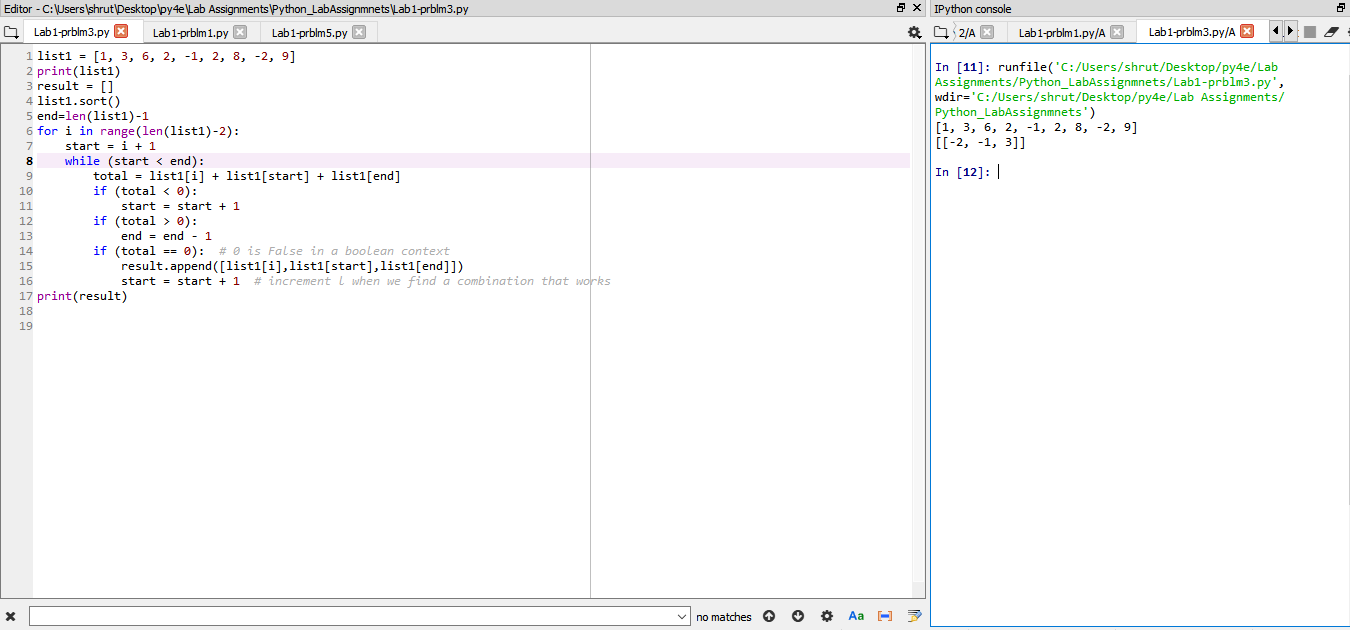 Editor - C:\Users\shrut\Desktop\py4e\Lab Assignments\Python_LabAssignmnets\Lab1-prblm3.py
Lab1-prblm3.py
Lab1-prblm1.py
Lab1-prblm5.py
1 list1 = [1, 3, 6, 2, -1, 2, 8, -2, 9]
2 print(list1)
3 result = []
4 list1.sort()
5 end=len(list1)-1
6 for i in range(len(list1)-2):
7     start = i + 1
8     while (start < end):
9         total = list1[i] + list1[start] + list1[end]
10         if (total < 0):
11             start = start + 1
12         if (total > 0):
13             end = end - 1
14         if (total == 0):  # 0 is False in a boolean context
15             result.append([list1[i],list1[start],list1[end]])
16             start = start + 1  # increment l when we find a combination that works
17 print(result)
18
19
no matches
Aa
IPython console
2/A
Lab1-prblm1.py/A
Lab1-prblm3.py/A
In [11]: runfile('C:/Users/shrut/Desktop/py4e/Lab
Assignments/Python_LabAssignmnets/Lab1-prblm3.py',
wdir='C:/Users/shrut/Desktop/py4e/Lab Assignments/
Python_LabAssignmnets')
[1, 3, 6, 2, -1, 2, 8, -2, 9]
[[-2, -1, 3]]
In [12]: